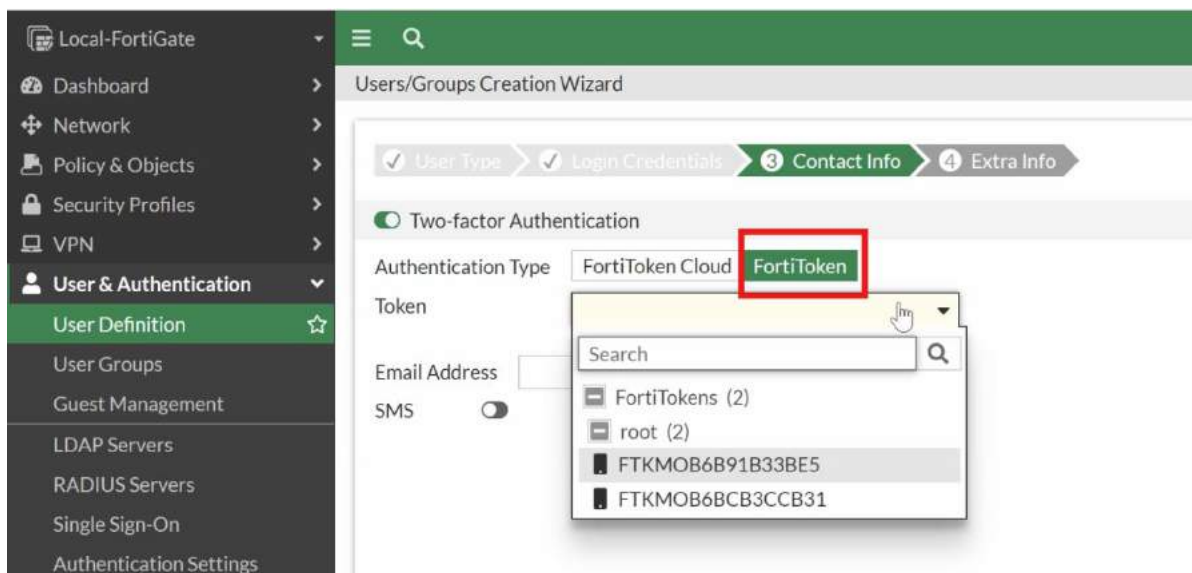 Local-FortiGate
Dashboard
Network
Policy & Objects
Security Profiles
VPN
User & Authentication
User Definition
User Groups
Guest Management
LDAP Servers
RADIUS Servers
Single Sign-On
Authentication Settings
Users/Groups Creation Wizard
User Type Login Credentials 3 Contact Info 4 Extra Info
Two-factor Authentication
Authentication Type FortiToken Cloud FortiToken
Token
Search
Email Address
FortiTokens (2)
SMS
root (2)
FTKMOB6B91B33BE5
FTKMOB6BCB3CCB31